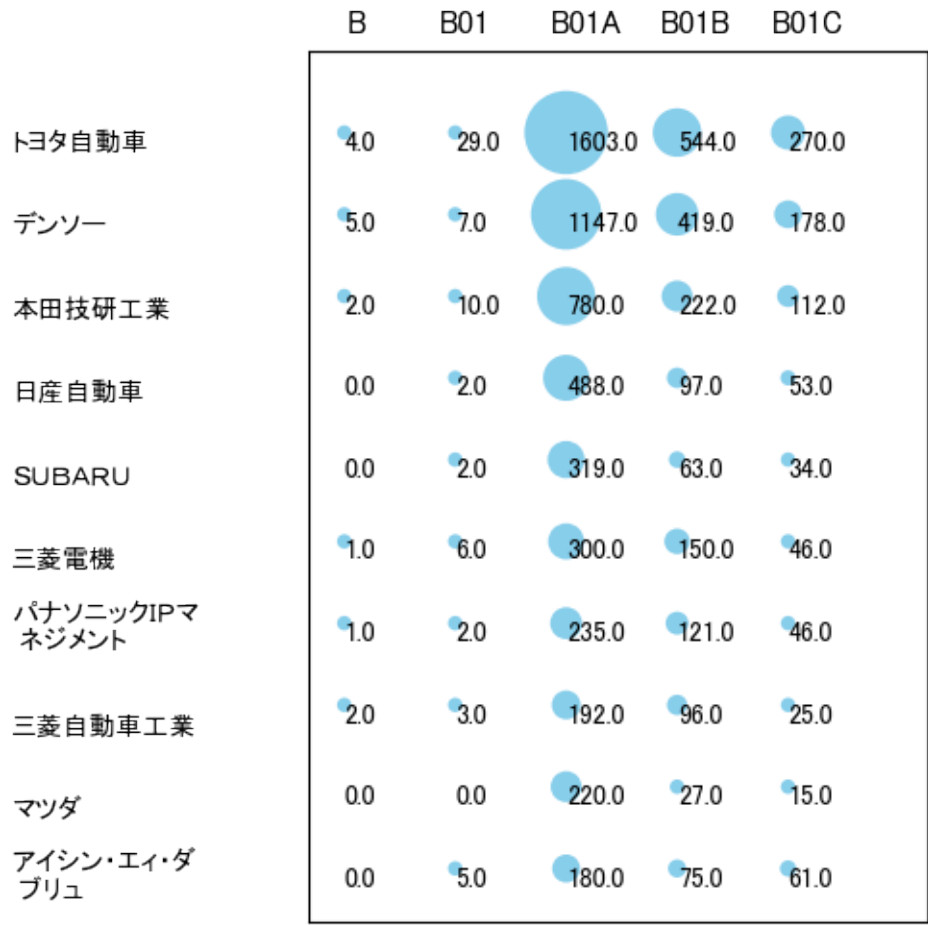 B B01 B01A B01B B01C
トヨタ自動車 4.0 29.0 1603.0 544.0 270.0
デンソー 5.0 7.0 1147.0 419.0 178.0
本田技研工業 2.0 10.0 780.0 222.0 112.0
日産自動車 0.0 2.0 488.0 97.0 53.0
SUBARU 0.0 2.0 319.0 63.0 34.0
三菱電機 1.0 6.0 300.0 150.0 46.0
パナソニックIPマ
ネジメント 1.0 2.0 235.0 121.0 46.0
三菱自動車工業 2.0 3.0 192.0 96.0 25.0
マツダ 0.0 0.0 220.0 27.0 15.0
アイシン・エィ・ダ
ブリュ 0.0 5.0 180.0 75.0 61.0